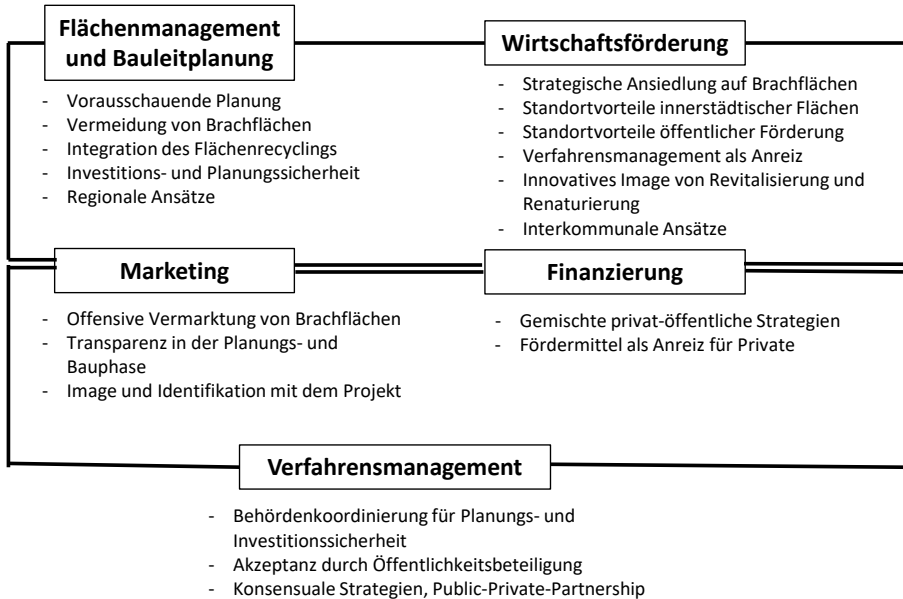 Flächenmanagement
und Bauleitplanung
- Vorausschauende Planung
- Vermeidung von Brachflächen
- Integration des Flächenrecyclings
- Investitions- und Planungssicherheit
- Regionale Ansätze
Wirtschaftsförderung
- Strategische Ansiedlung auf Brachflächen
- Standortvorteile innerstädtischer Flächen
- Standortvorteile öffentlicher Förderung
- Verfahrensmanagement als Anreiz
- Innovatives Image von Revitalisierung und
Renaturierung
- Interkommunale Ansätze
Marketing
- Offensive Vermarktung von Brachflächen
- Transparenz in der Planungs- und
Bauphase
- Image und Identifikation mit dem Projekt
Finanzierung
- Gemischte privat-öffentliche Strategien
- Fördermittel als Anreiz für Private
Verfahrensmanagement
- Behördenkoordinierung für Planungs- und
Investitionssicherheit
- Akzeptanz durch Öffentlichkeitsbeteiligung
- Konsensuale Strategien, Public-Private-Partnership